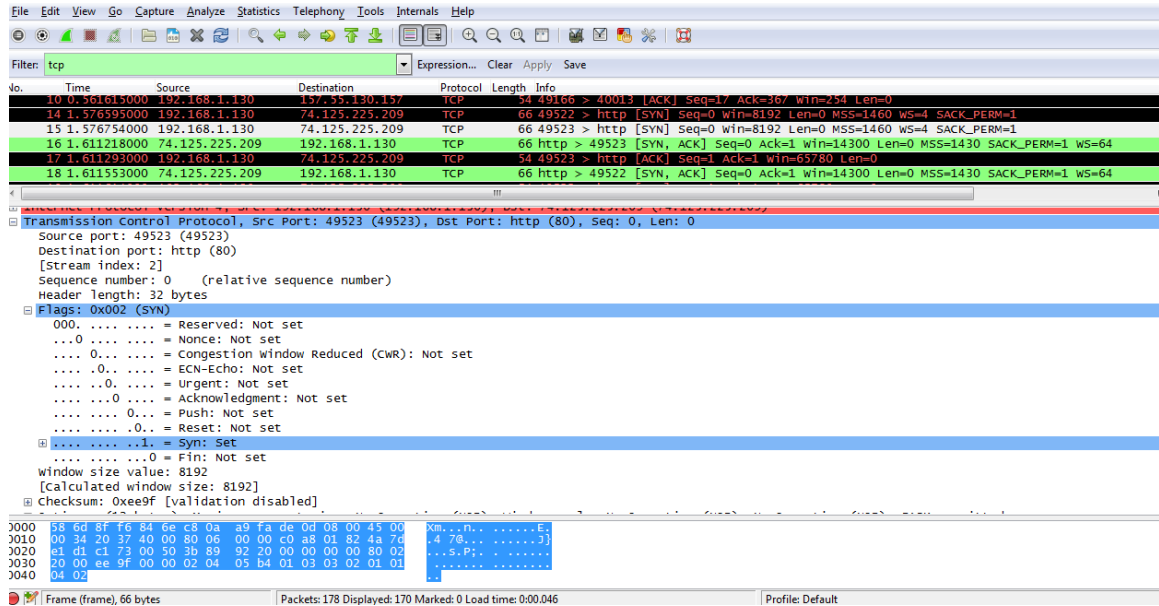 File Edit View Go Capture Analyze Statistics Telephony Tools Internals Help
Filter: tcp Expression... Clear Apply Save
No. Time Source Destination Protocol Length Info
10 0.561615000 192.168.1.130 157.55.130.157 TCP 54 49166 > 40013 [ACK] Seq=17 Ack=367 Win=254 Len=0
14 1.576595000 192.168.1.130 74.125.225.209 TCP 66 49522 > http [SYN] Seq=0 Win=8192 Len=0 MSS=1460 WS=4 SACK_PERM=1
15 1.576754000 192.168.1.130 74.125.225.209 TCP 66 49523 > http [SYN] Seq=0 Win=8192 Len=0 MSS=1460 WS=4 SACK_PERM=1
16 1.611218000 74.125.225.209 192.168.1.130 TCP 66 http > 49523 [SYN, ACK] Seq=0 Ack=1 Win=14300 Len=0 MSS=1430 SACK_PERM=1 WS=64
17 1.611293000 192.168.1.130 74.125.225.209 TCP 54 49523 > http [ACK] Seq=1 Ack=1 Win=65780 Len=0
18 1.611553000 74.125.225.209 192.168.1.130 TCP 66 http > 49522 [SYN, ACK] Seq=0 Ack=1 Win=14300 Len=0 MSS=1430 SACK_PERM=1 WS=64
Transmission Control Protocol, Src Port: 49523 (49523), Dst Port: http (80), Seq: 0, Len: 0
Source port: 49523 (49523)
Destination port: http (80)
[Stream index: 2]
Sequence number: 0 (relative sequence number)
Header length: 32 bytes
Flags: 0x002 (SYN)
000. .... .... = Reserved: Not set
...0 .... .... = Nonce: Not set
.... 0... .... = Congestion Window Reduced (CWR): Not set
.... .0.. .... = ECN-Echo: Not set
.... ..0. .... = Urgent: Not set
.... ...0 .... = Acknowledgment: Not set
.... .... 0... = Push: Not set
.... .... .0.. = Reset: Not set
.... .... ..1. = Syn: Set
.... .... ...0 = Fin: Not set
Window size value: 8192
[Calculated window size: 8192]
Checksum: 0xee9f [validation disabled]
0000 58 6d 8f f6 84 6e c8 0a a9 fa de 0d 08 00 45 00 Xm...n.. ......E.
0010 00 34 20 37 40 00 80 06 00 00 c0 a8 01 82 4a 7d .4 7@... ......J}
0020 e1 d1 c1 73 00 50 3b 89 92 20 00 00 00 00 80 02 ...s.P;. . ......
0030 20 00 ee 9f 00 00 02 04 05 b4 01 03 03 02 01 01 ....... ........
0040 04 02 ..
Frame (frame), 66 bytes Packets: 178 Displayed: 170 Marked: 0 Load time: 0:00.046 Profile: Default